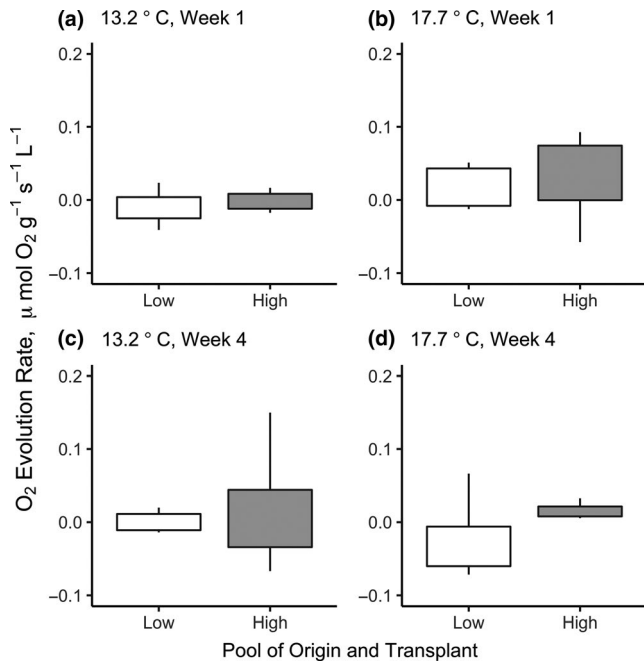 (a) 13.2 ° C, Week 1
(b) 17.7 ° C, Week 1
O₂ Evolution Rate, μ mol O₂ g⁻¹ s⁻¹ L⁻¹
0.2
0.1
0.0
−0.1
Low High
0.2
0.1
0.0
−0.1
Low High
(c) 13.2 ° C, Week 4
(d) 17.7 ° C, Week 4
0.2
0.1
0.0
−0.1
Low High
0.2
0.1
0.0
−0.1
Low High
Pool of Origin and Transplant